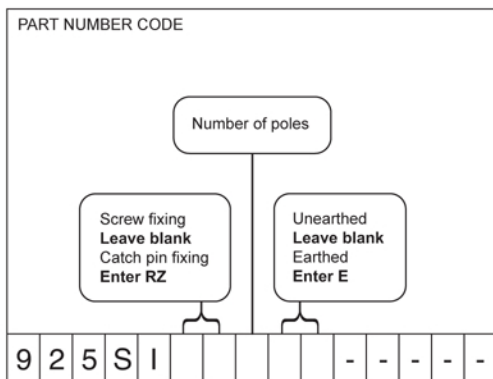 PART NUMBER CODE
Number of poles
Screw fixing
Leave blank
Catch pin fixing
Enter RZ
Unearthed
Leave blank
Earthed
Enter E
9 2 5 S I - - - - -